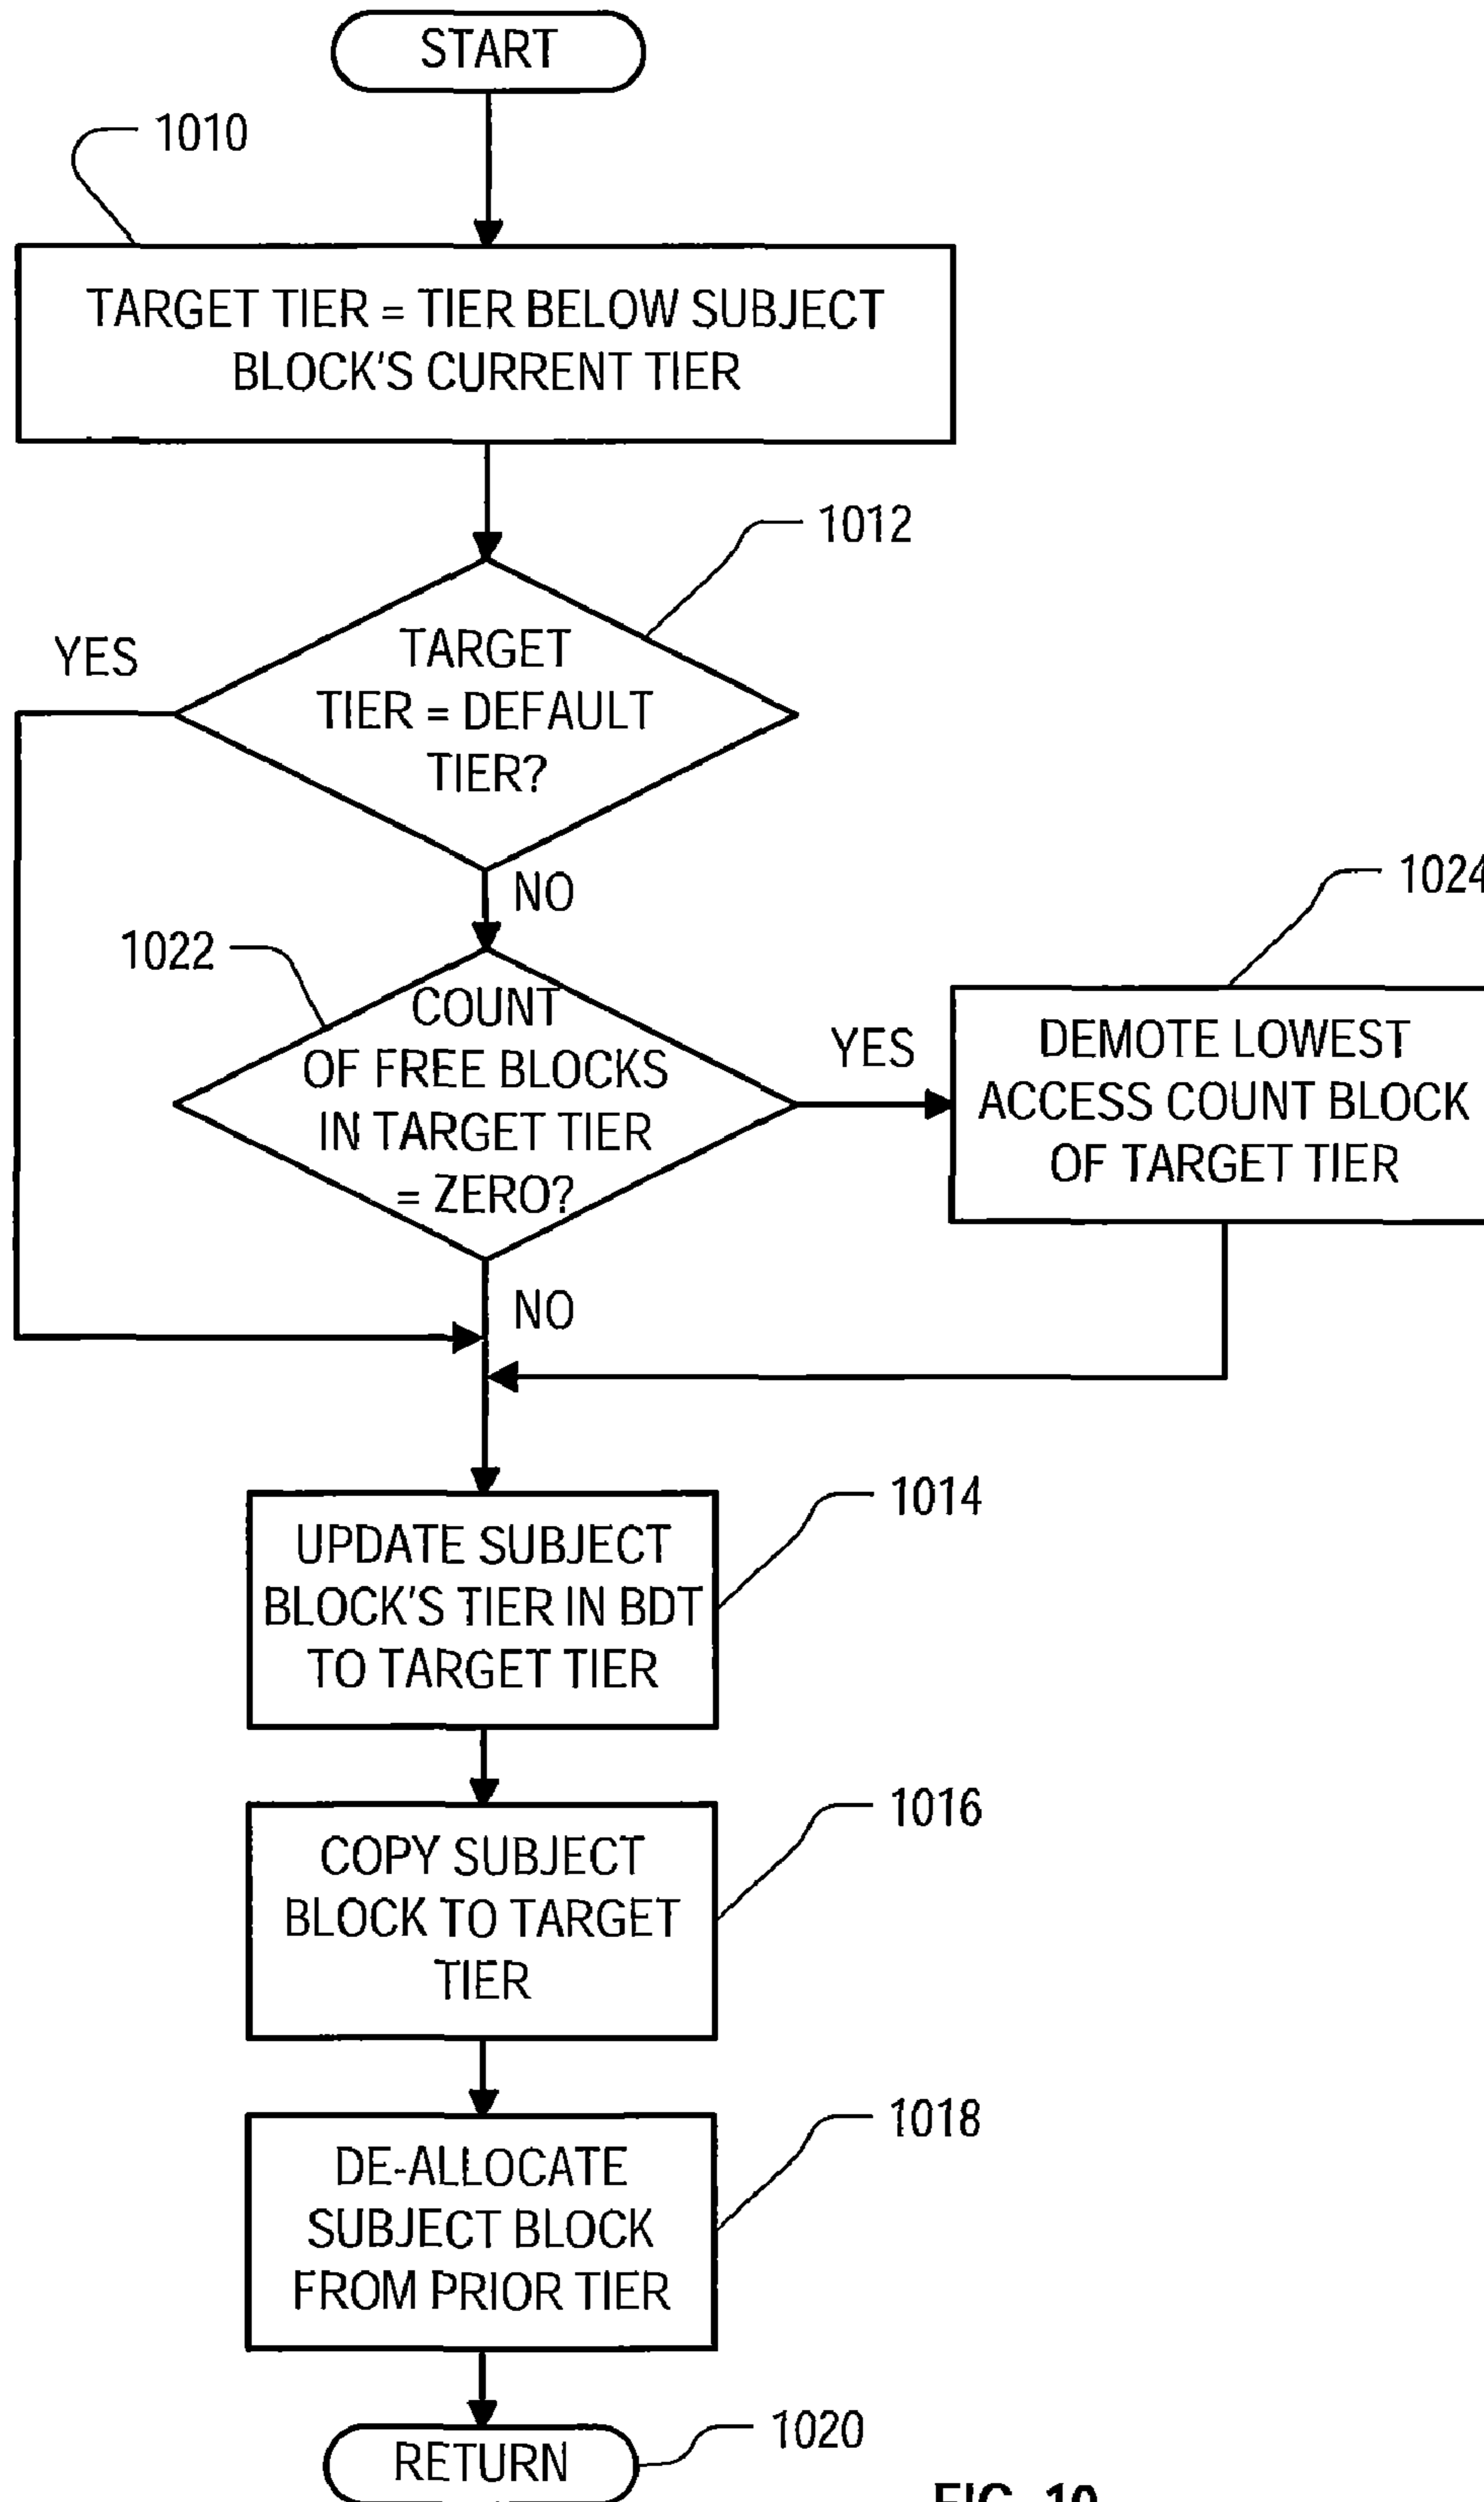 START
1010
TARGET TIER = TIER BELOW SUBJECT
BLOCK'S CURRENT TIER
1012
YES
TARGET
TIER = DEFAULT
TIER?
NO
1024
1022
COUNT
OF FREE BLOCKS
IN TARGET TIER
= ZERO?
YES
DEMOTE LOWEST
ACCESS COUNT BLOCK
OF TARGET TIER
NO
1014
UPDATE SUBJECT
BLOCK'S TIER IN BDT
TO TARGET TIER
1016
COPY SUBJECT
BLOCK TO TARGET
TIER
1018
DE-ALLOCATE
SUBJECT BLOCK
FROM PRIOR TIER
1020
RETURN
FIG. 10